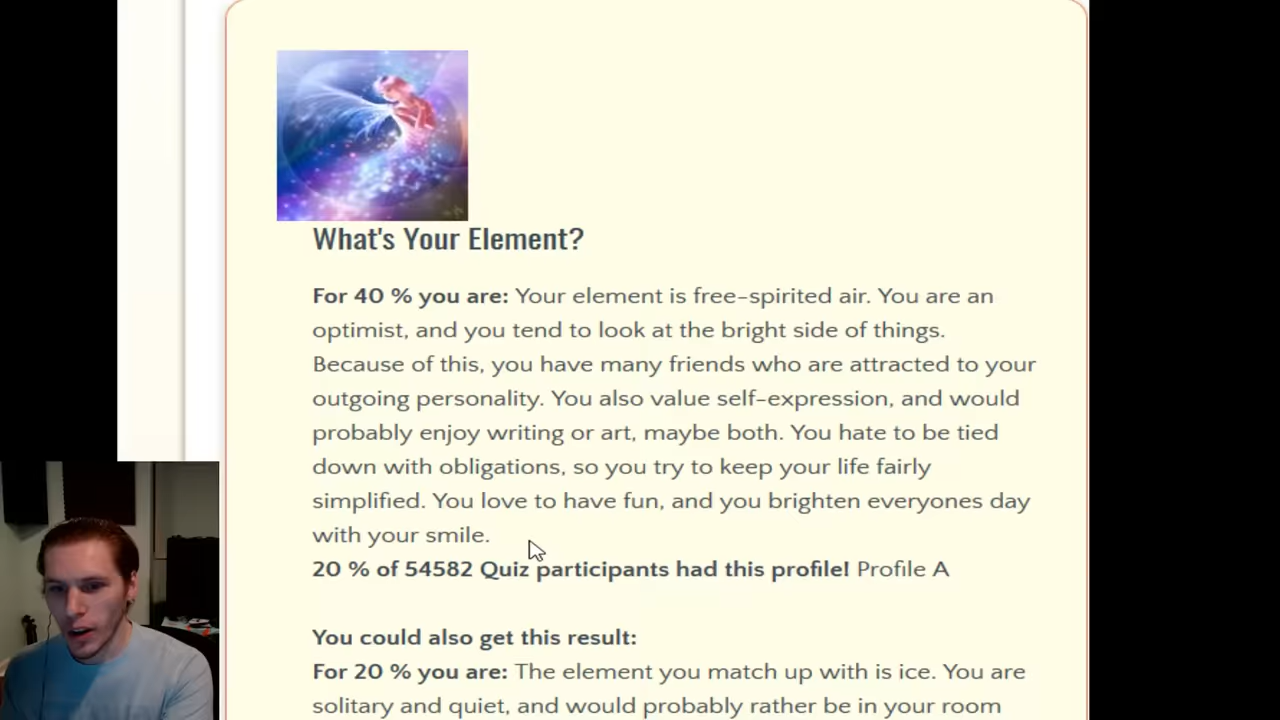 What's Your Element?
For 40 % you are: Your element is free-spirited air. You are an
optimist, and you tend to look at the bright side of things.
Because of this, you have many friends who are attracted to your
outgoing personality. You also value self-expression, and would
probably enjoy writing or art, maybe both. You hate to be tied
down with obligations, so you try to keep your life fairly
simplified. You love to have fun, and you brighten everyones day
with your smile.
20 % of 54582 Quiz participants had this profile! Profile A
You could also get this result:
For 20 % you are: The element you match up with is ice. You are
solitary and quiet, and would probably rather be in your room